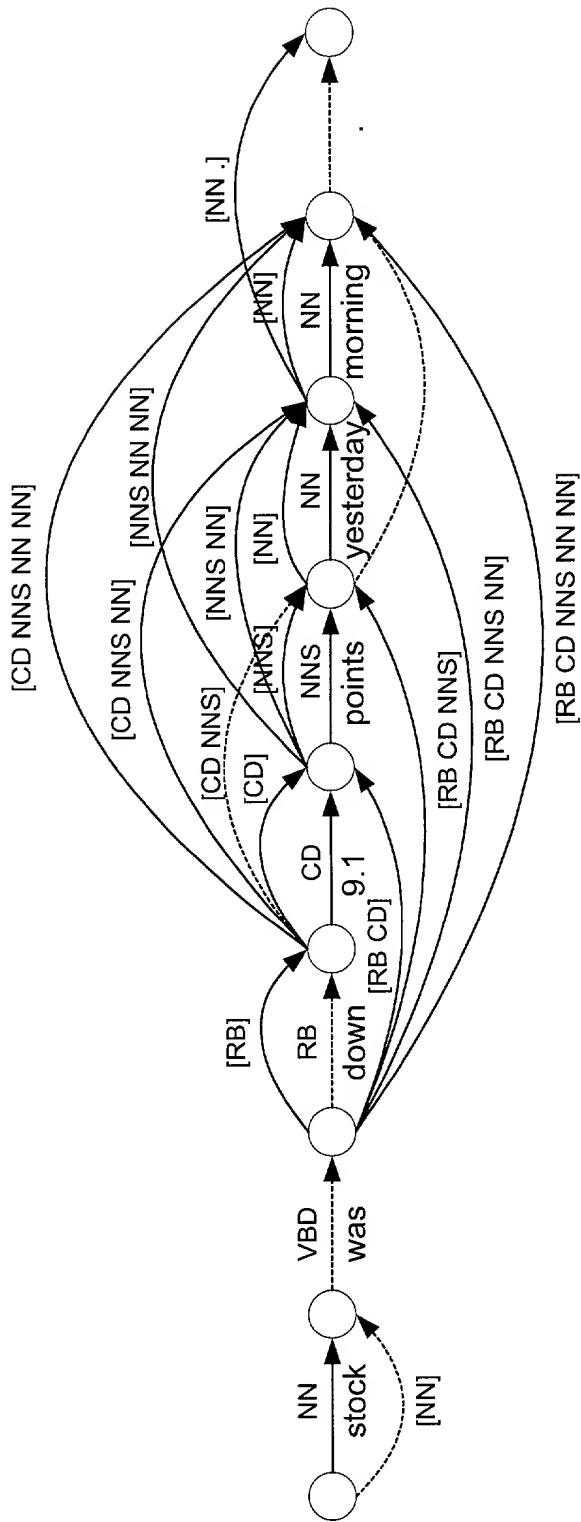 [CD NNS NN NN]
[CD NNS NN]
[NNS NN NN]
[CD NNS]
[NNS NN]
[NN .]
[RB]
[CD]
[NNS]
[NN]
[NN]
NN VBD RB CD NNS NN NN
stock was down 9.1 points yesterday morning .
[RB CD]
[NN]
[RB CD NNS]
[RB CD NNS NN]
[RB CD NNS NN NN]